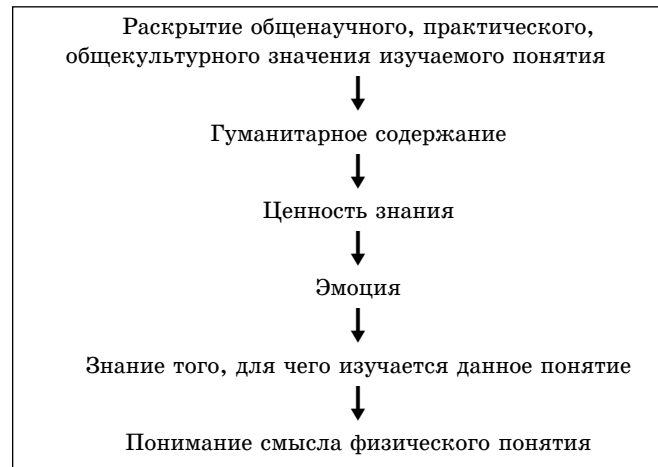 Раскрытие общенаучного, практического,
общекультурного значения изучаемого понятия
Гуманитарное содержание
Ценность знания
Эмоция
Знание того, для чего изучается данное понятие
Понимание смысла физического понятия